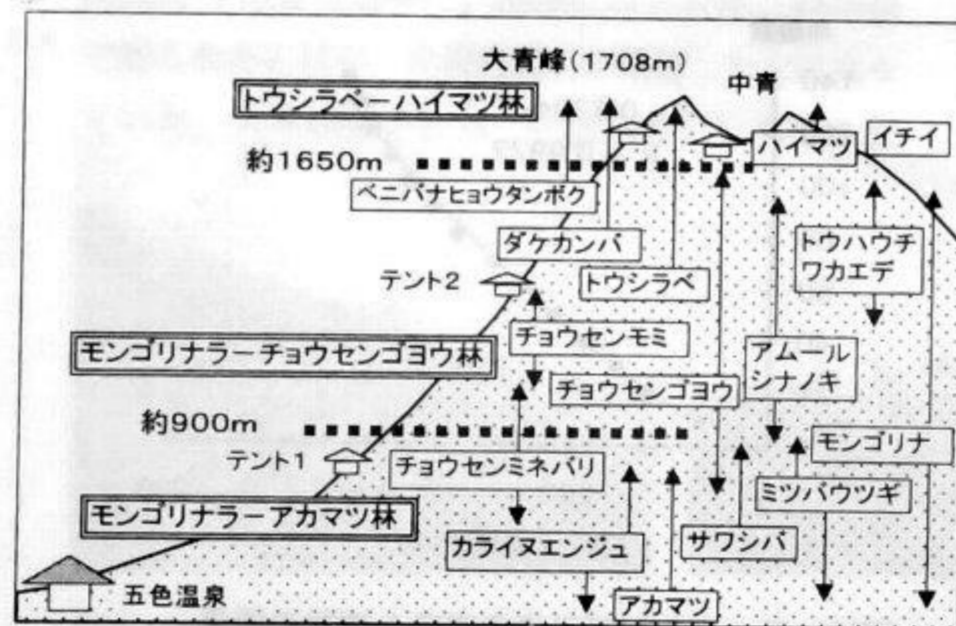 大青峰(1708m)
中青
トウシラベーハイマツ林
ハイマツ
イチイ
約1650m
ベニバナヒョウタンボク
ダケカンバ
トウハウチ
ワカエデ
テント2
トウシラベ
チョウセンモミ
モンゴリナラーチョウセンゴヨウ林
アムール
シナノキ
チョウセンゴヨウ
約900m
モンゴリナ
テント1
チョウセンミネバリ
ミツバウツギ
モンゴリナラーアカマツ林
カライヌエンジュ
サワシバ
五色温泉
アカマツ